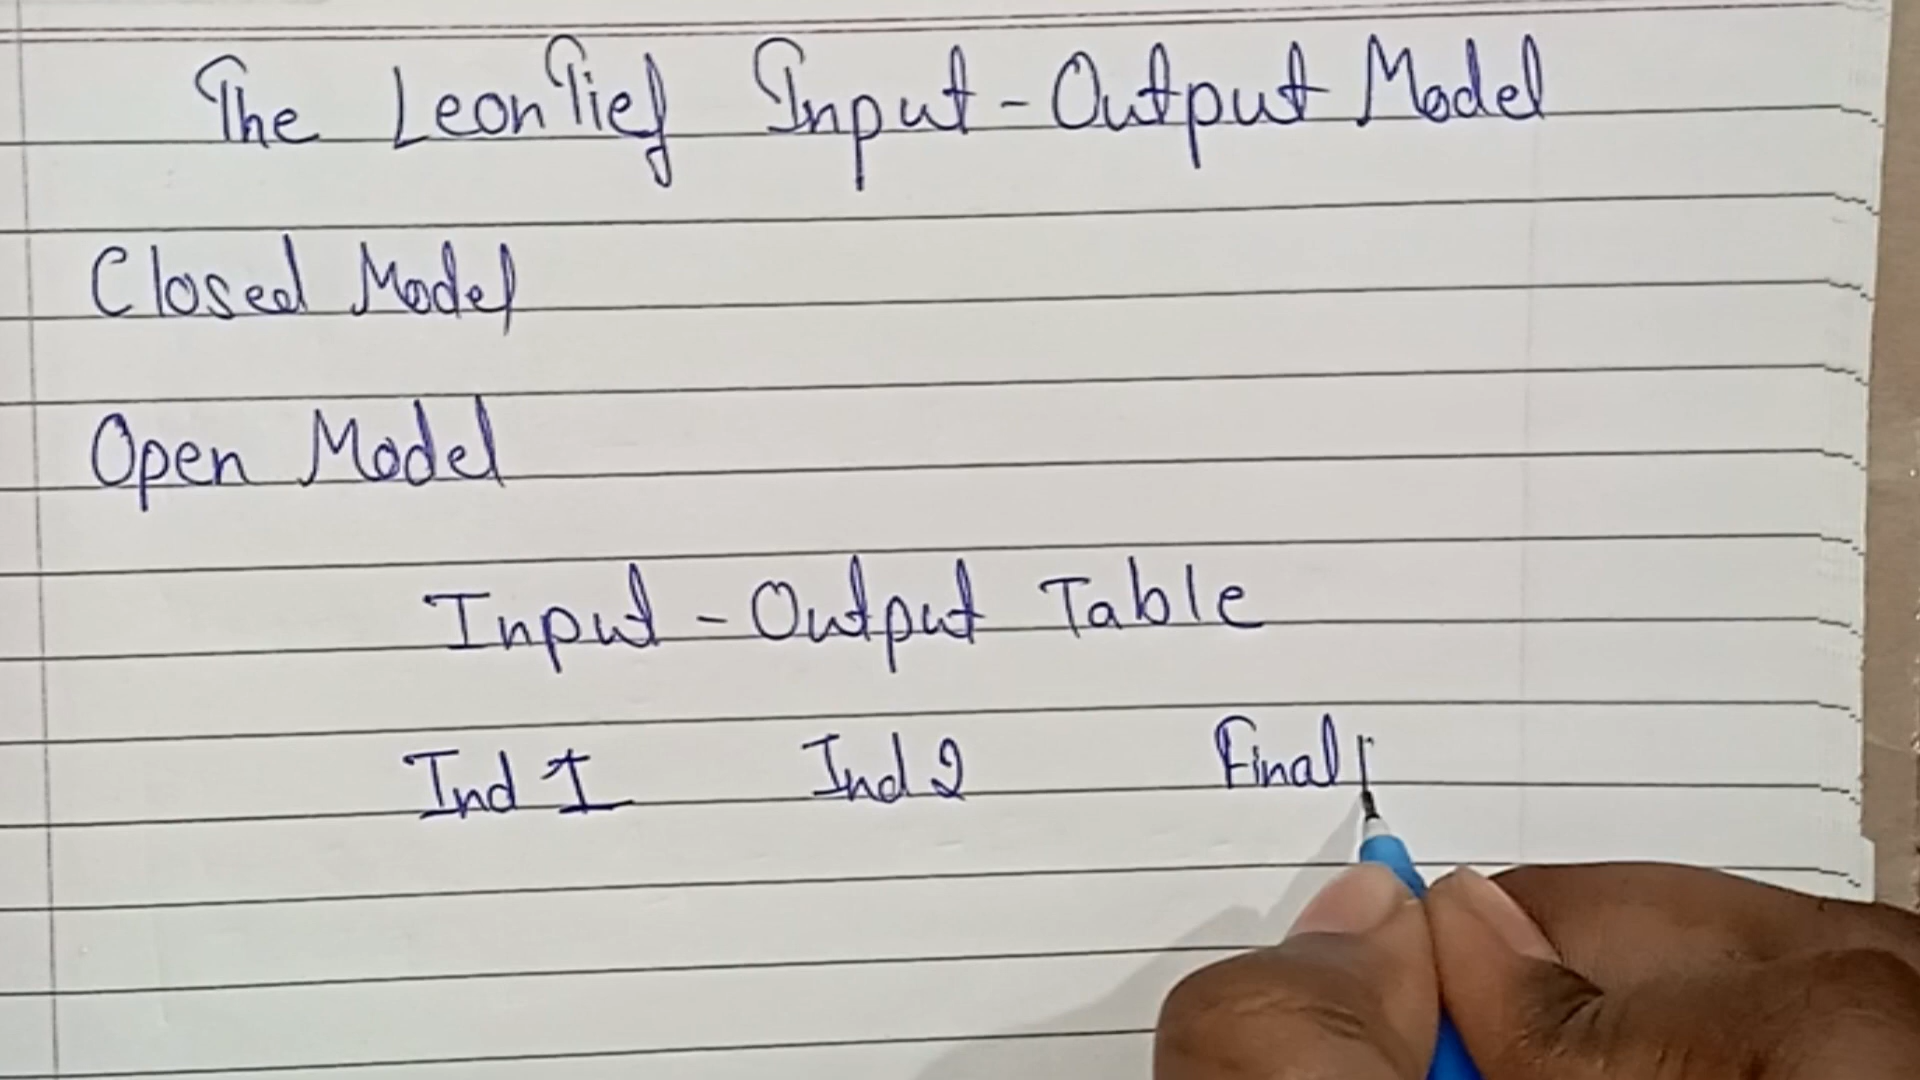 The Leontief Input-Output Model
Closed Model
Open Model
Input-Output Table
Ind 1 Ind 2 Final